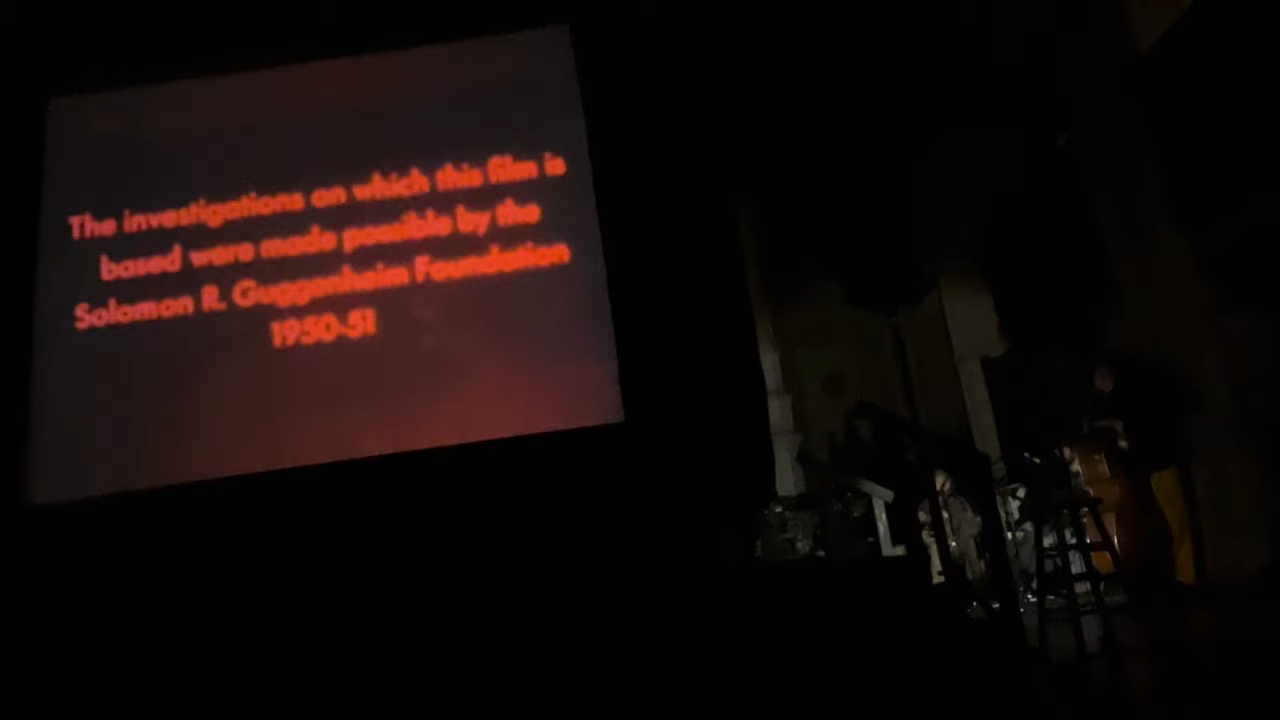 The investigations on which this film is
based were made possible by the
Solomon R. Guggenheim Foundation
1950-51